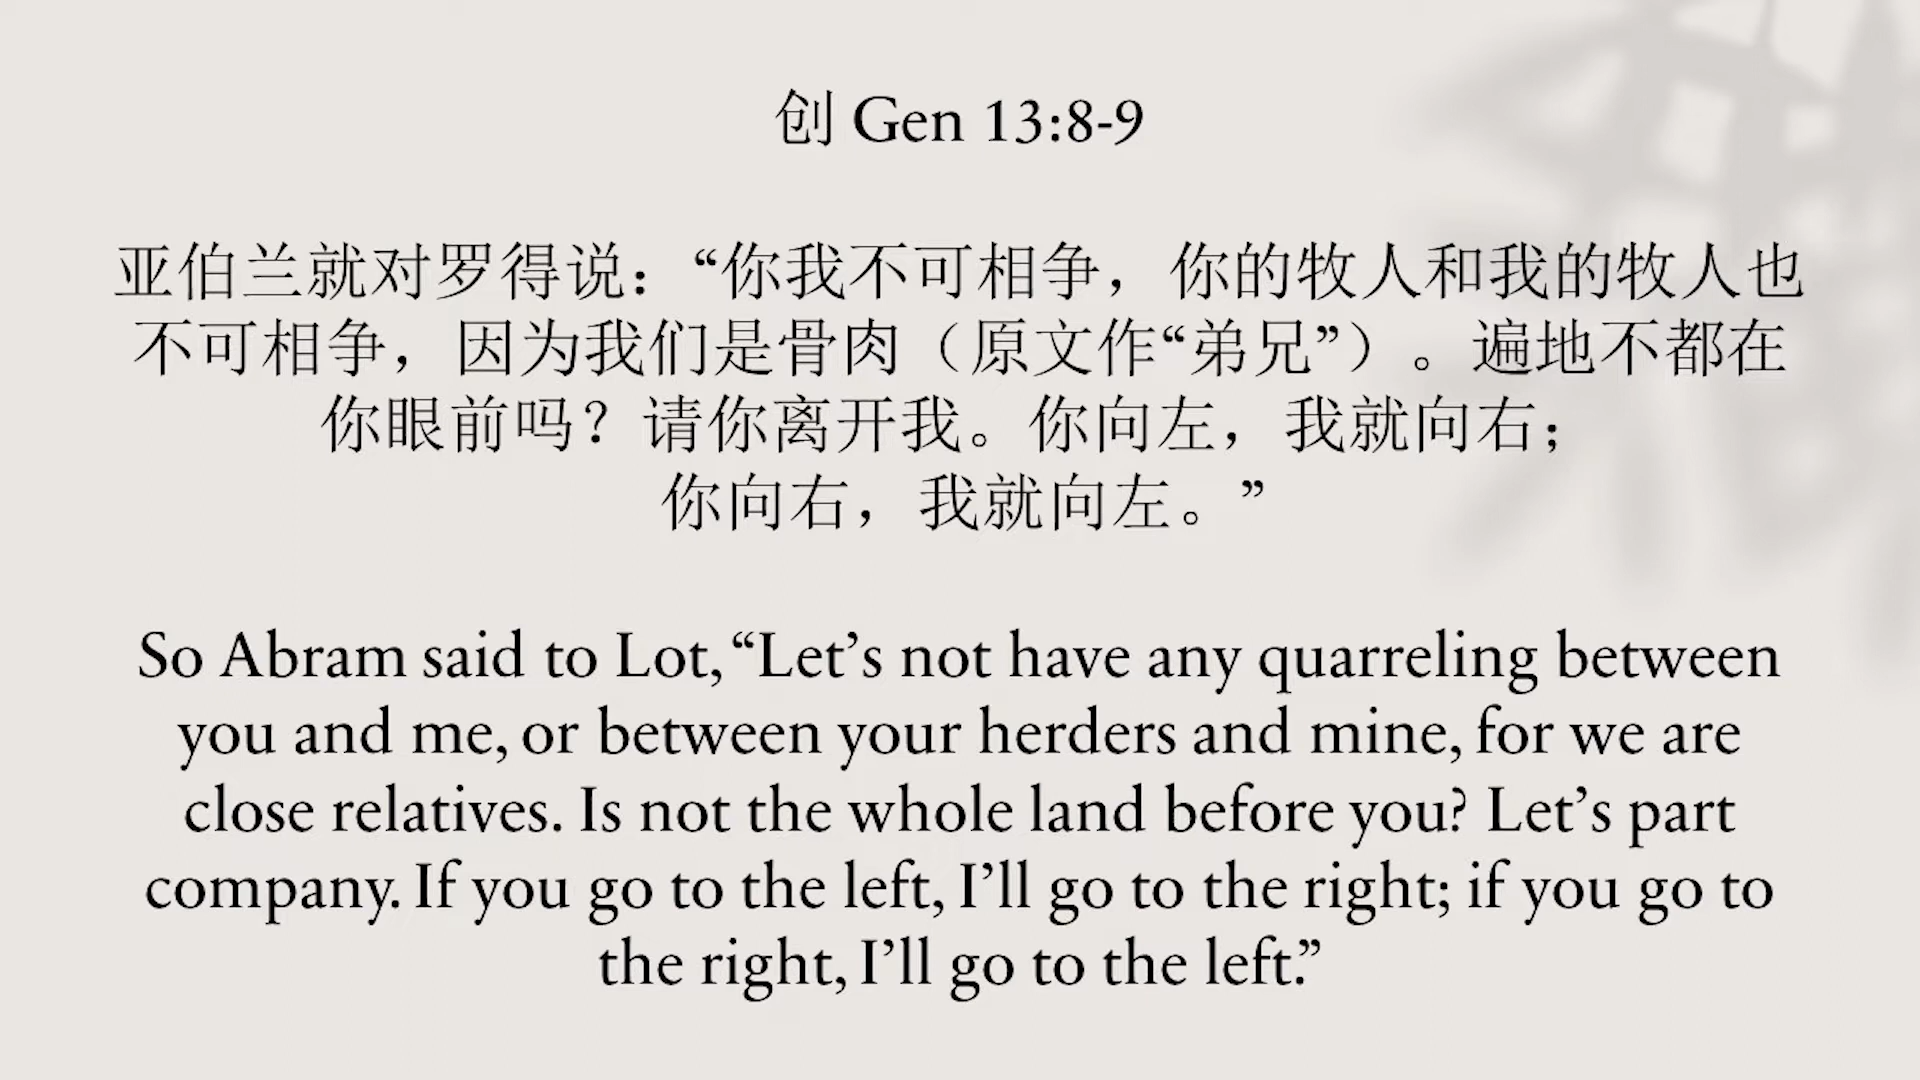 创 Gen 13:8-9
亚伯兰就对罗得说：“你我不可相争，你的牧人和我的牧人也
不可相争，因为我们是骨肉（原文作“弟兄”）。遍地不都在
你眼前吗？请你离开我。你向左，我就向右；
你向右，我就向左。”
So Abram said to Lot, “Let’s not have any quarreling between
you and me, or between your herders and mine, for we are
close relatives. Is not the whole land before you? Let’s part
company. If you go to the left, I’ll go to the right; if you go to
the right, I’ll go to the left.”